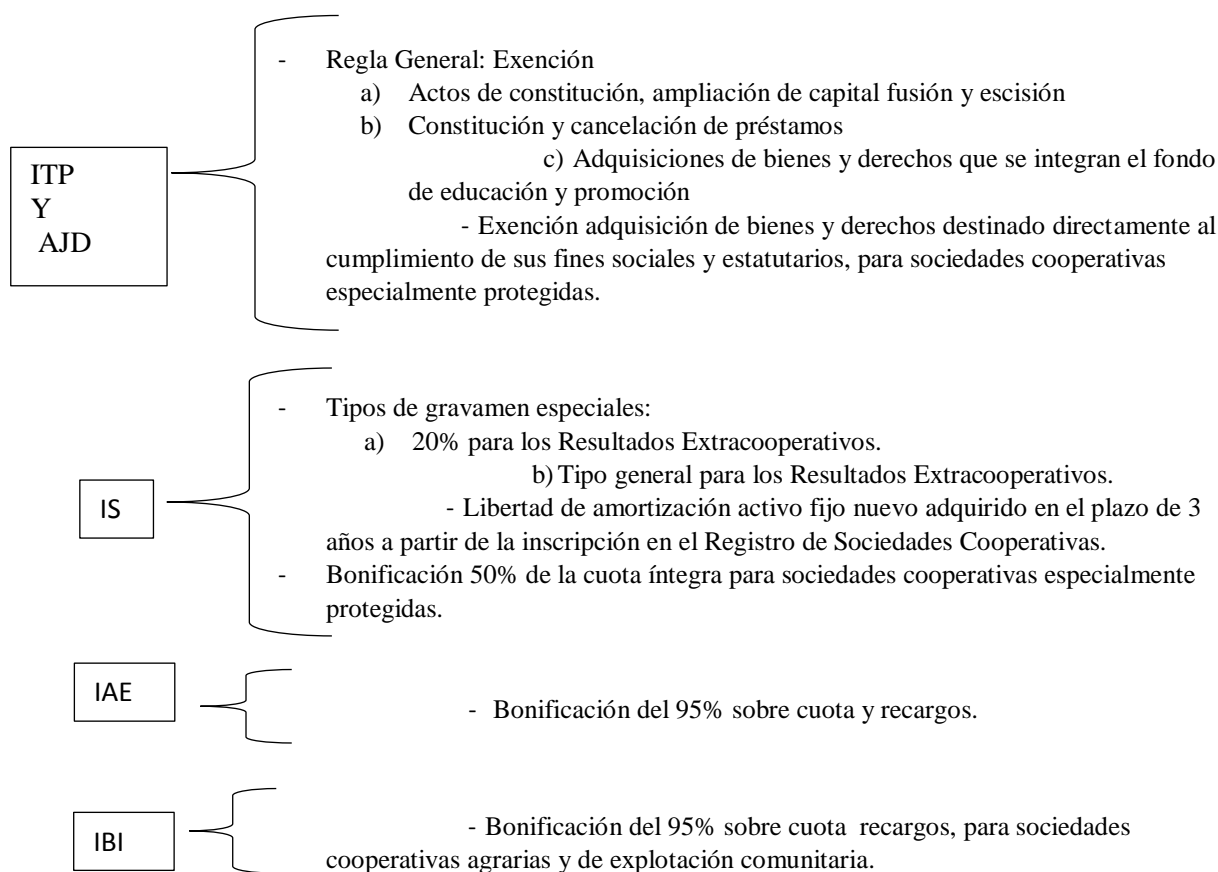 - Regla General: Exención
a) Actos de constitución, ampliación de capital fusión y escisión
b) Constitución y cancelación de préstamos
c) Adquisiciones de bienes y derechos que se integran el fondo
de educación y promoción
- Exención adquisición de bienes y derechos destinado directamente al
cumplimiento de sus fines sociales y estatutarios, para sociedades cooperativas
especialmente protegidas.
ITP
Y
AJD
- Tipos de gravamen especiales:
a) 20% para los Resultados Extracooperativos.
b) Tipo general para los Resultados Extracooperativos.
- Libertad de amortización activo fijo nuevo adquirido en el plazo de 3
años a partir de la inscripción en el Registro de Sociedades Cooperativas.
- Bonificación 50% de la cuota íntegra para sociedades cooperativas especialmente
protegidas.
IS
IAE
- Bonificación del 95% sobre cuota y recargos.
IBI
- Bonificación del 95% sobre cuota recargos, para sociedades
cooperativas agrarias y de explotación comunitaria.